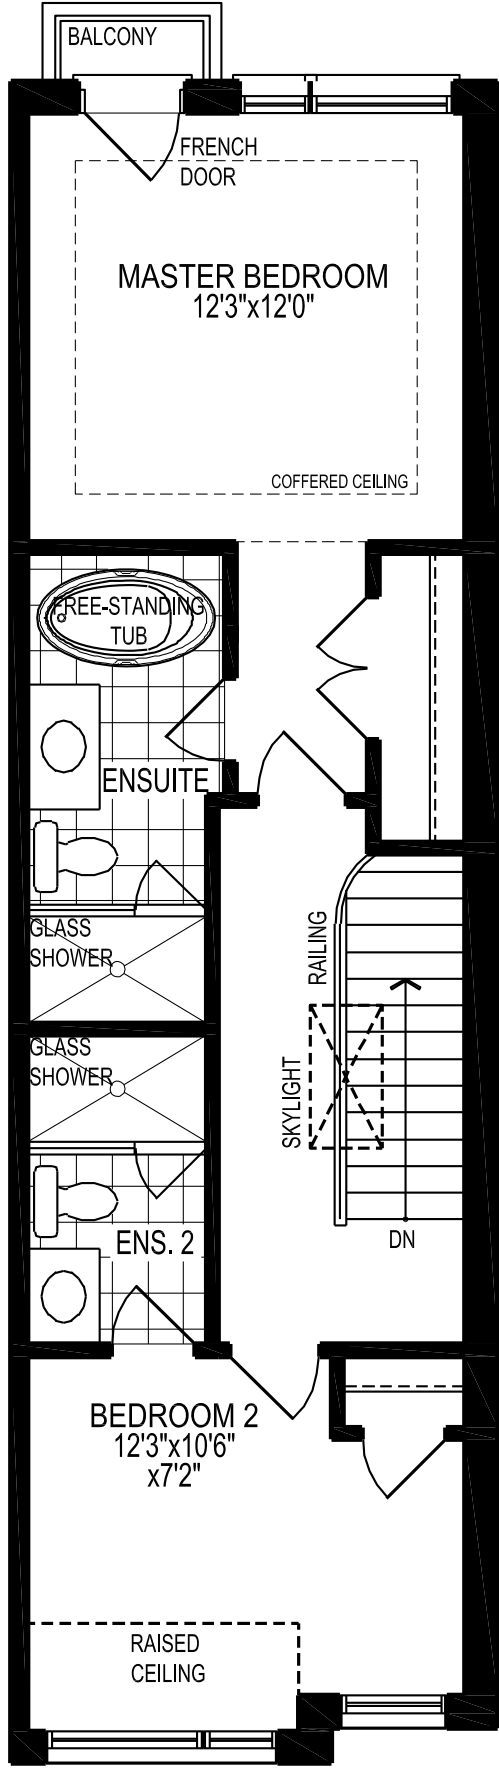 BALCONY
FRENCH
DOOR
MASTER BEDROOM
12'3"x12'0"
COFFERED CEILING
FREE-STANDING
TUB
ENSUITE
GLASS
SHOWER
RAILING
GLASS
SHOWER
SKYLIGHT
ENS. 2
DN
BEDROOM 2
12'3"x10'6"
x7'2"
RAISED
CEILING